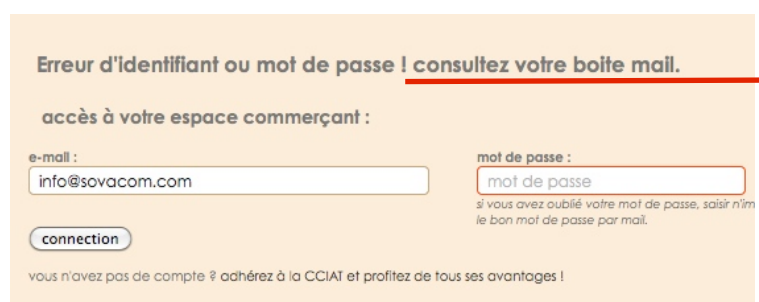 Erreur d'identifiant ou mot de passe ! consultez votre boite mail.
accès à votre espace commerçant :
e-mail :
mot de passe :
info@sovacom.com
mot de passe
si vous avez oublié votre mot de passe, saisir n'im
le bon mot de passe par mail.
connection
vous n'avez pas de compte ? adhérez à la CCIAT et profitez de tous ses avantages !